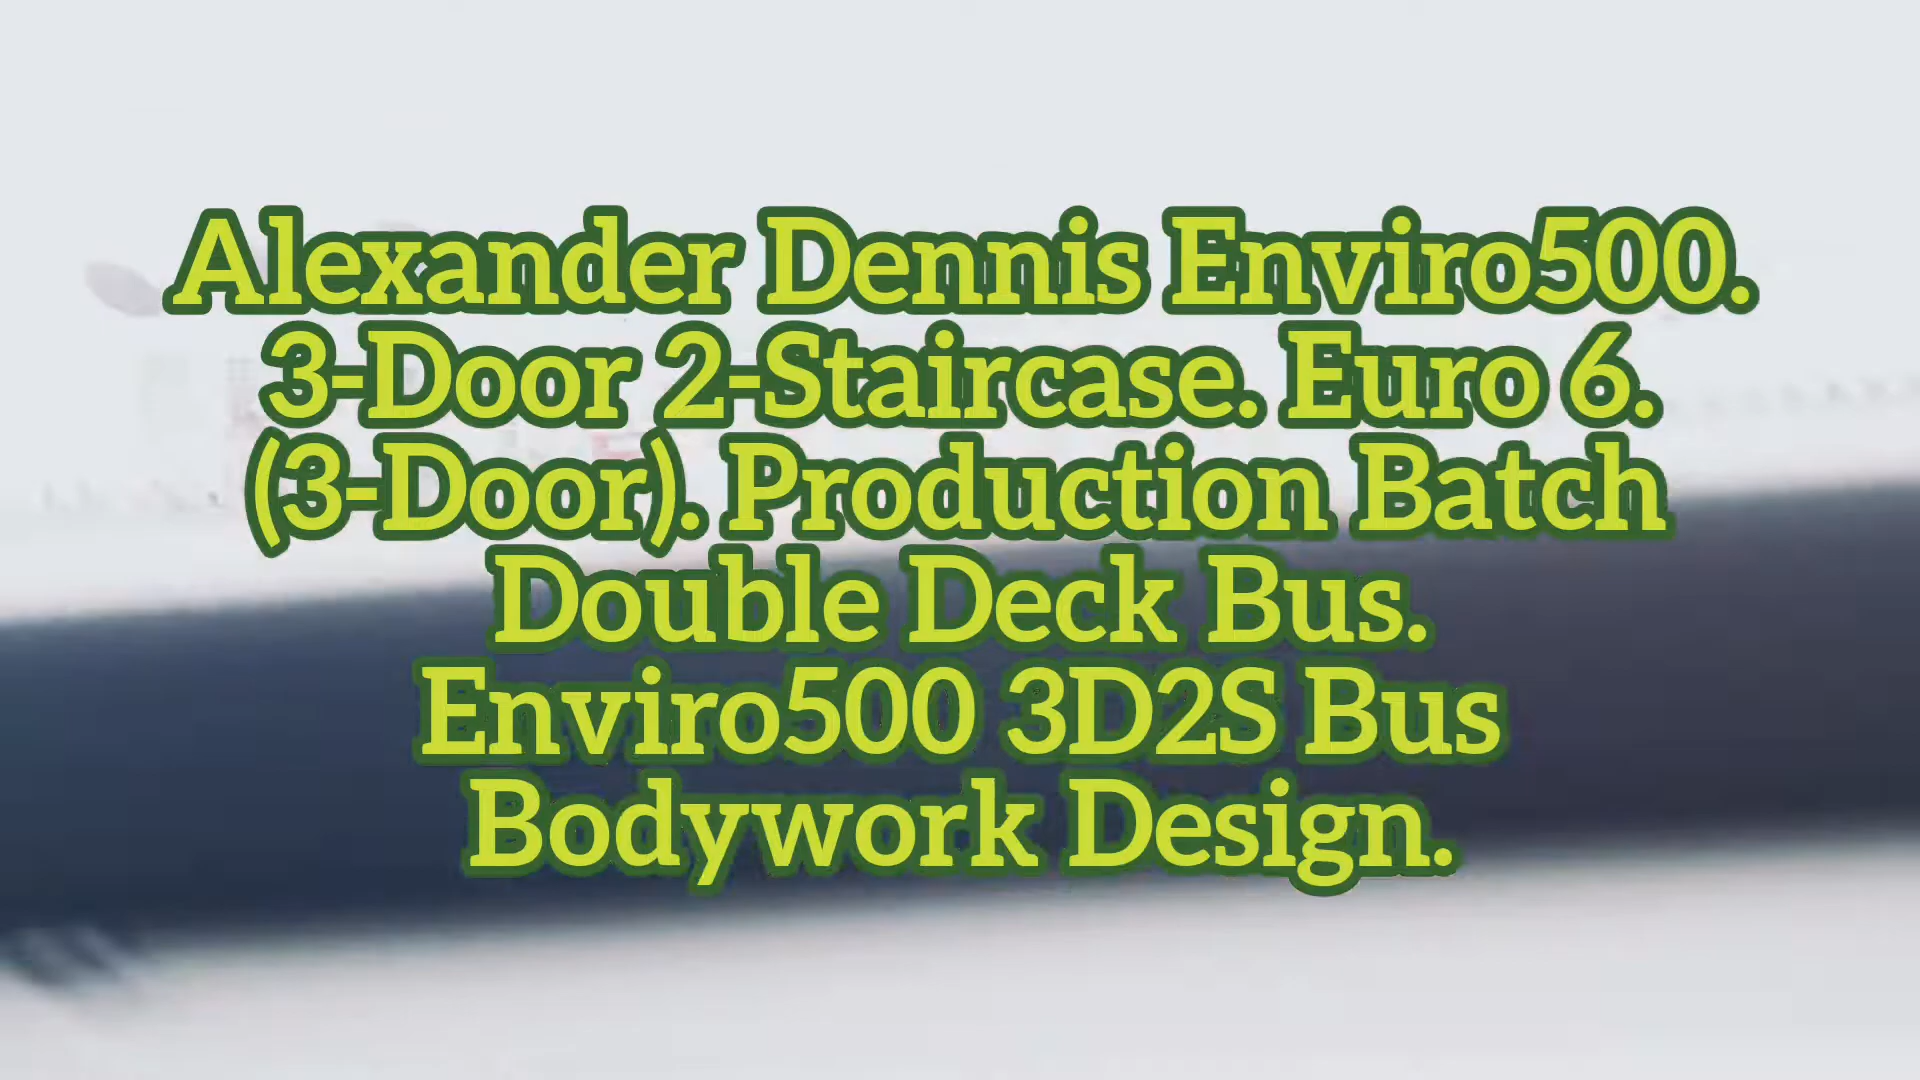 Alexander Dennis Enviro500.
3-Door 2-Staircase. Euro 6.
(3-Door). Production Batch
Double Deck Bus.
Enviro500 3D2S Bus
Bodywork Design.